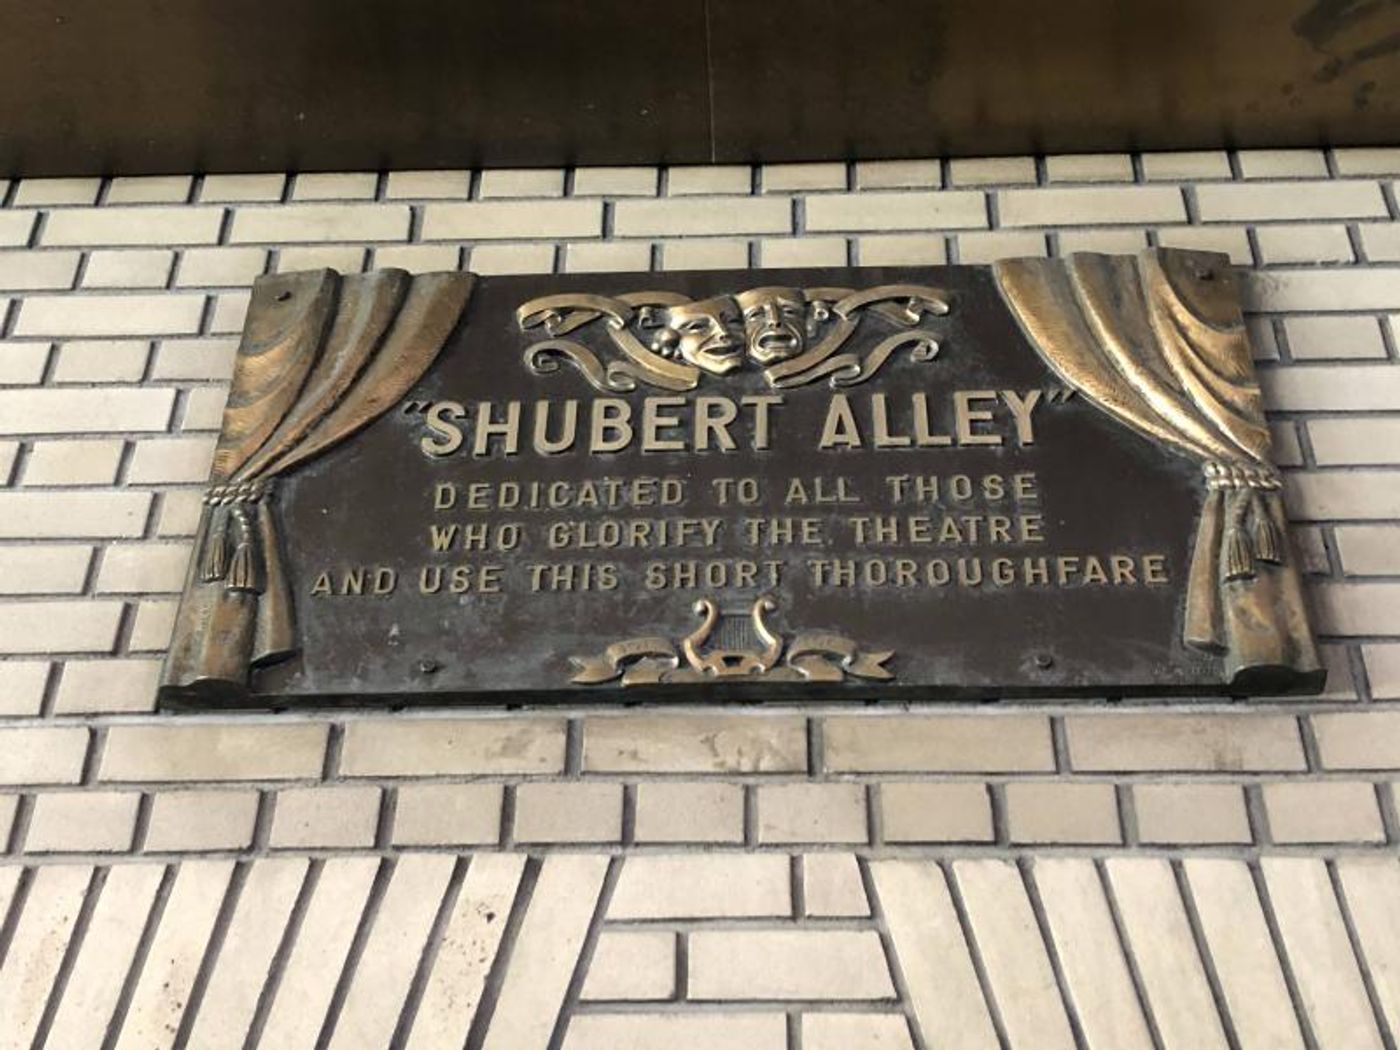 "SHUBERT ALLEY"
DEDICATED TO ALL THOSE
WHO GLORIFY THE THEATRE
AND USE THIS SHORT THOROUGHFARE